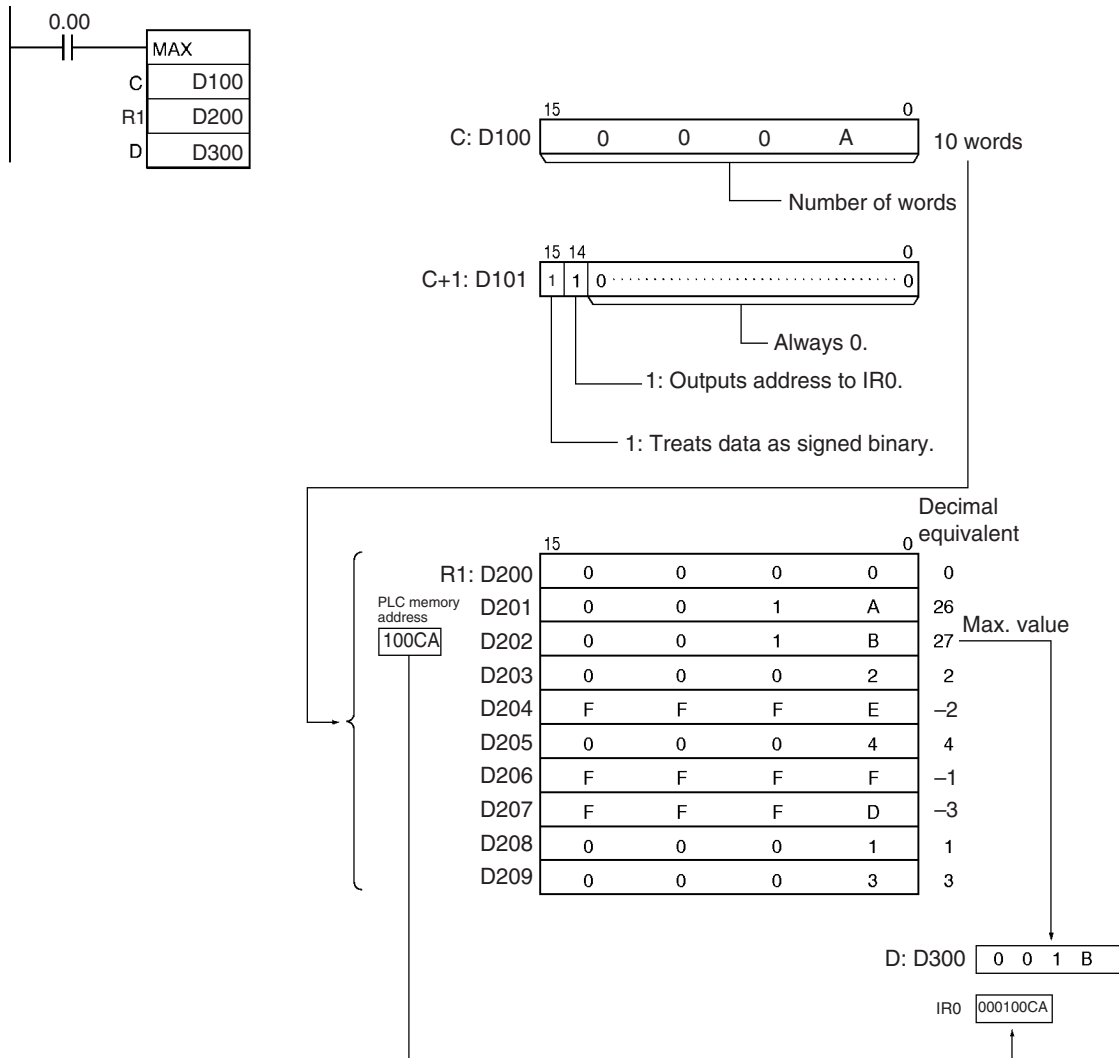 0.00
MAX
C D100
R1 D200
D D300
15 0
C: D100 0 0 0 A 10 words
Number of words
15 14 0
C+1: D101 1 1 0 ⋯ 0
Always 0.
1: Outputs address to IR0.
1: Treats data as signed binary.
Decimal
equivalent
15 0
R1: D200 0 0 0 0 0
PLC memory
address
100CA
D201 0 0 1 A 26
Max. value
D202 0 0 1 B 27
D203 0 0 0 2 2
D204 F F F E –2
D205 0 0 0 4 4
D206 F F F F –1
D207 F F F D –3
D208 0 0 0 1 1
D209 0 0 0 3 3
D: D300 0 0 1 B
IR0 000100CA